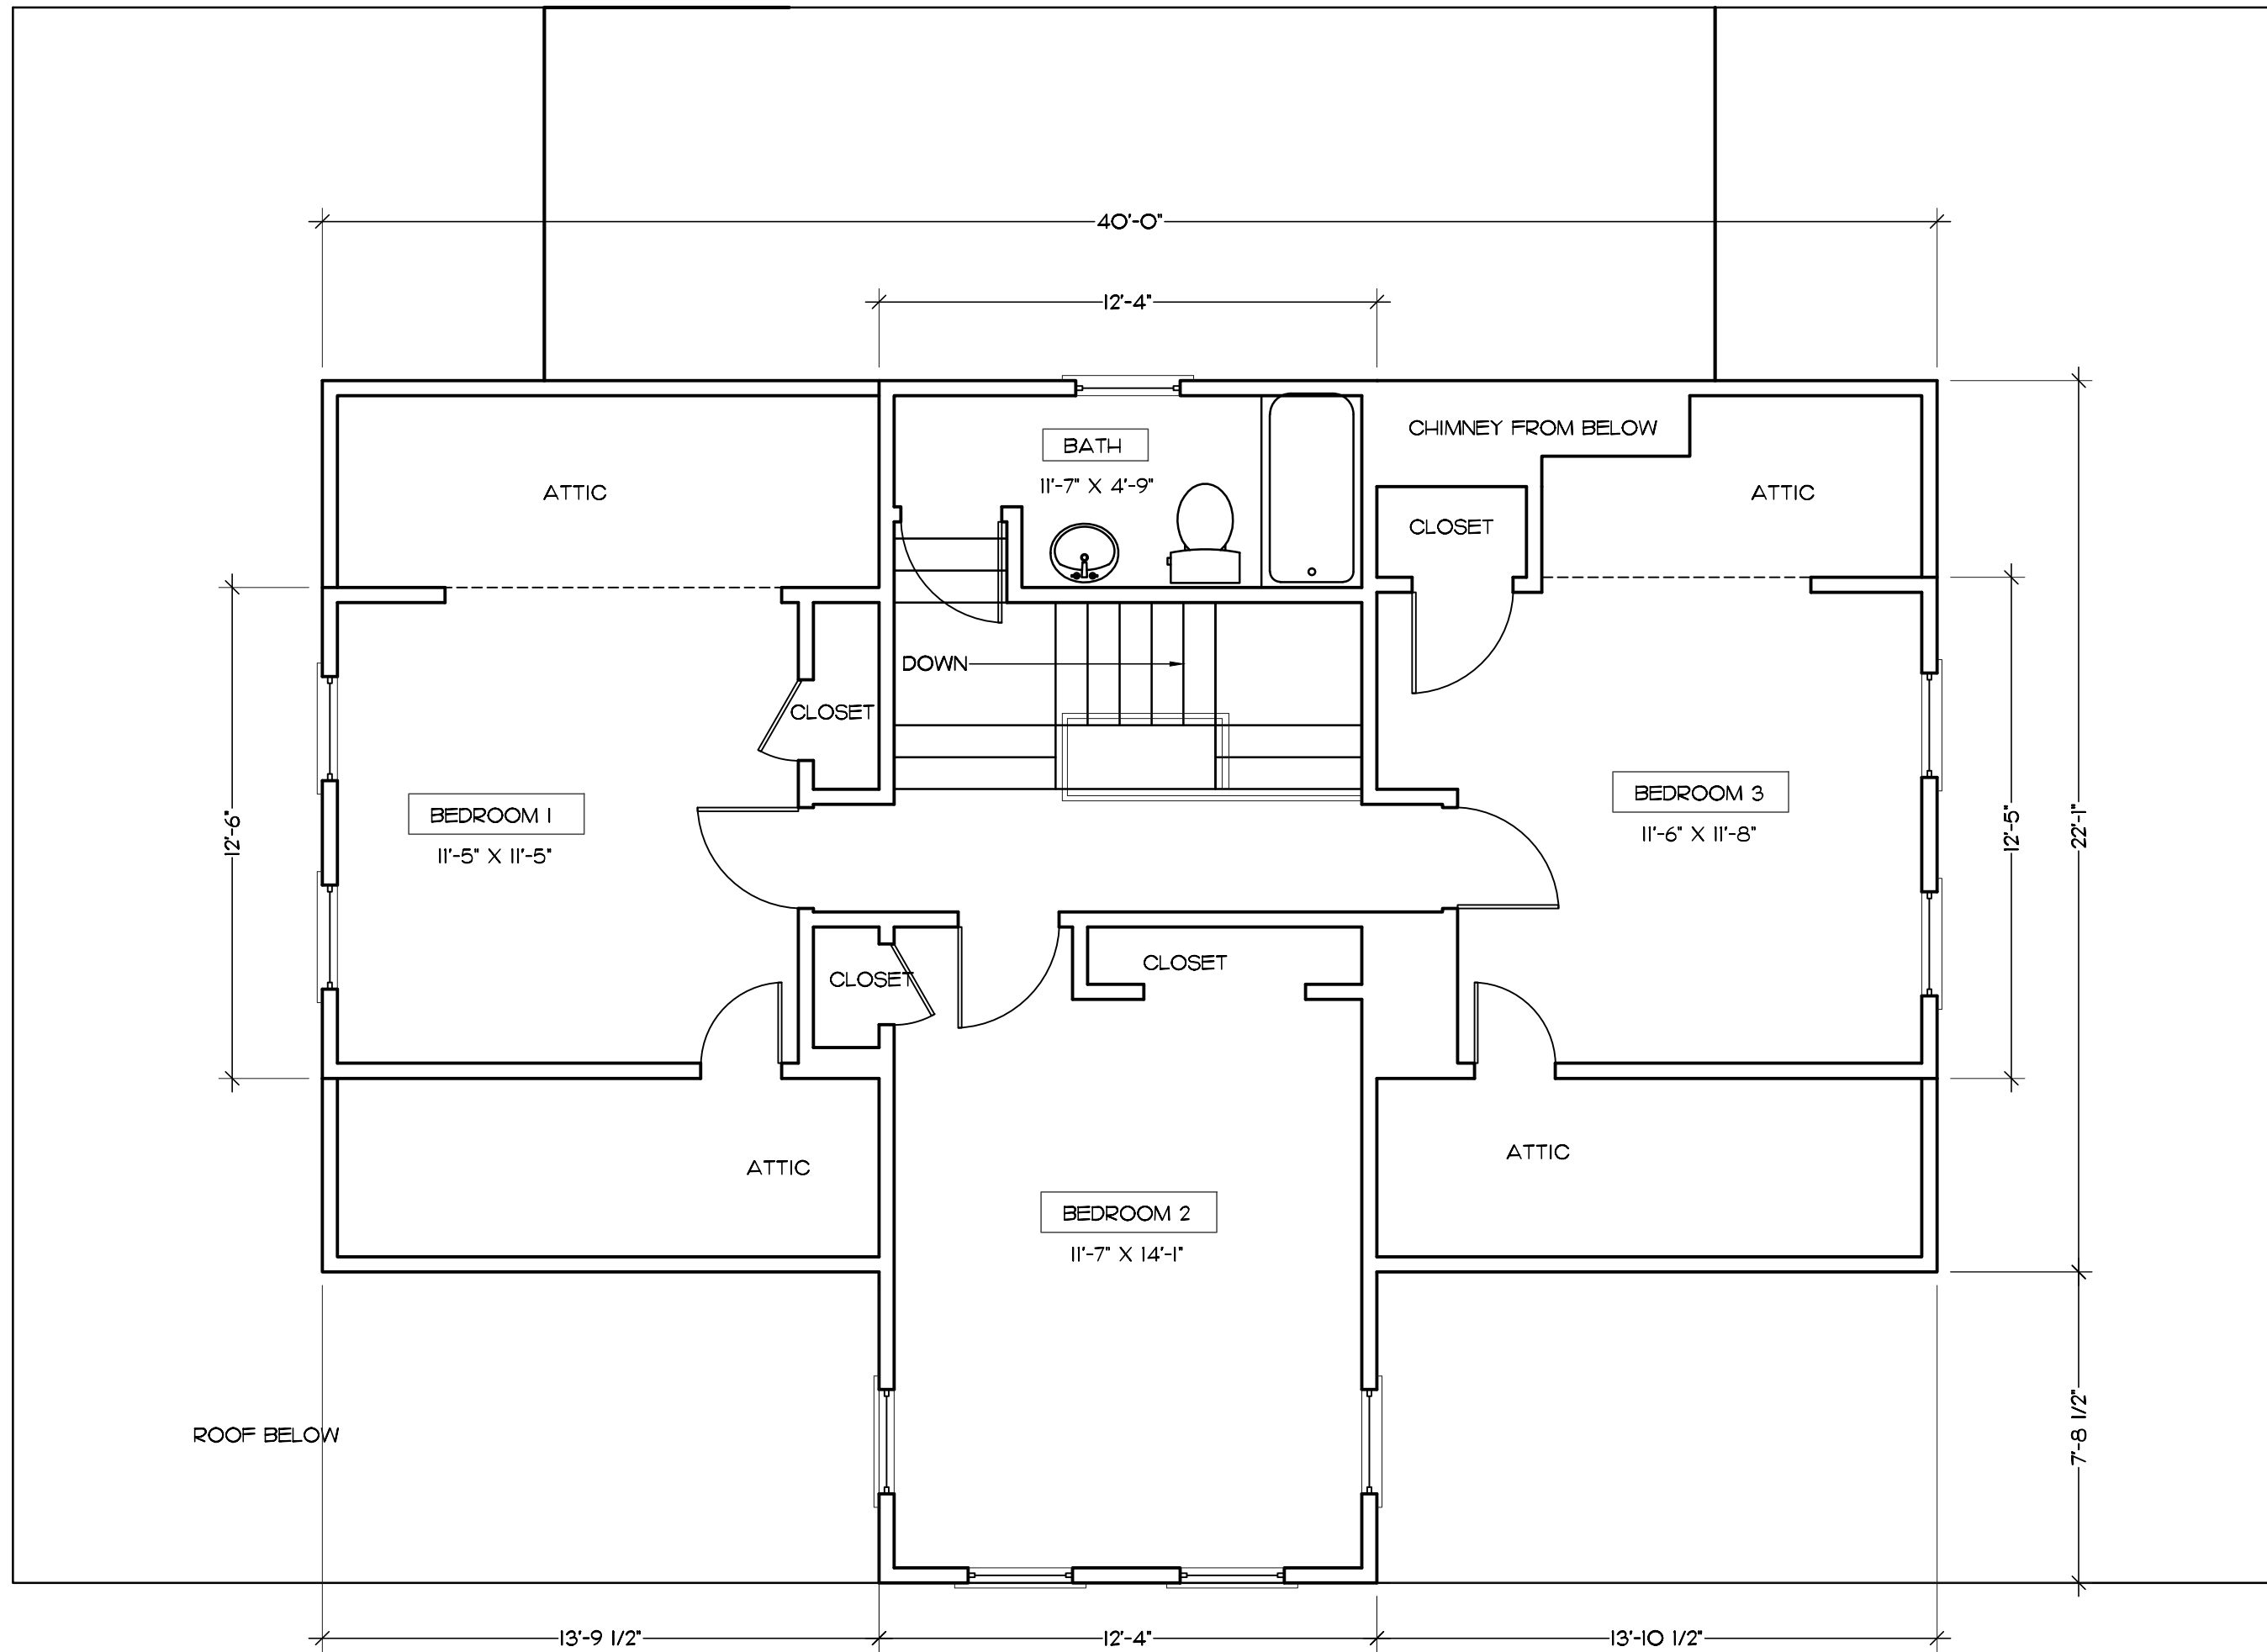 40'-0"
12'-4"
CHIMNEY FROM BELOW
BATH
11'-7" X 4'-9"
ATTIC
ATTIC
CLOSET
DOWN
CLOSET
BEDROOM 3
11'-6" X 11'-8"
BEDROOM 1
11'-5" X 11'-5"
12'-6"
12'-5"
22'-1"
CLOSET
CLOSET
ATTIC
ATTIC
BEDROOM 2
11'-7" X 14'-1"
ROOF BELOW
7'-8 1/2"
13'-9 1/2"
12'-4"
13'-10 1/2"